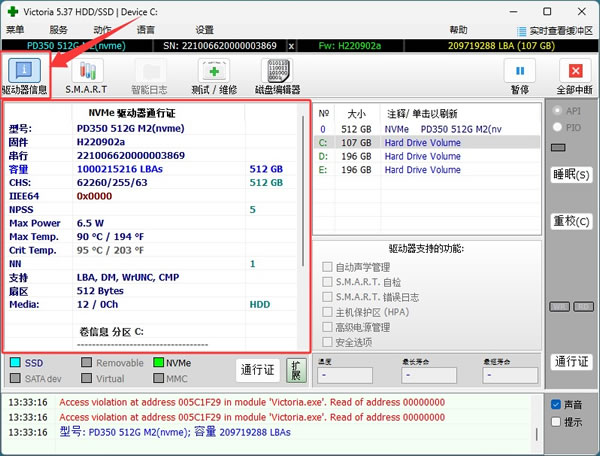 Victoria 5.37 HDD/SSD | Device C:
菜单 服务 动作 语言 设置 帮助 实时查看缓冲区
PD350 512G M2(nvme) SN: 221006620000003869 x Fw: H220902a 209719288 LBA (107 GB)
驱动器信息 S.M.A.R.T 智能日志 测试 / 维修 磁盘编辑器 暂停 全部中断
NVMe 驱动器通行证
型号: PD350 512G M2(nvme)
固件 H220902a
串行 221006620000003869
容量 1000215216 LBAs 512 GB
CHS: 62260/255/63 512 GB
IIEE64 0x0000
NPSS 5
Max Power 6.5 W
Max Temp. 90 °C / 194 °F
Crit Temp. 95 °C / 203 °F
NN 1
支持 LBA, DM, WrUNC, CMP
扇区 512 Bytes
Media: 12 / 0Ch HDD
卷信息 分区 C:
------------------------------------
№ 大小 注释/ 单击以刷新
0 512 GB NVMe PD350 512G M2(nv
C: 107 GB Hard Drive Volume
D: 196 GB Hard Drive Volume
E: 196 GB Hard Drive Volume
驱动器支持的功能:
自动声学管理
S.M.A.R.T. 自检
S.M.A.R.T. 错误日志
主机保护区 (HPA)
高级电源管理
安全选项
API
PIO
睡眠(S)
重校(C)
通行证
SSD Removable NVMe
SATA dev Virtual MMC
通行证
扩展
温度 最长寿命 最短寿命
- - -
13:33:16 Access violation at address 005C1F29 in module 'Victoria.exe'. Read of address 00000000
13:33:16 Access violation at address 005C1F29 in module 'Victoria.exe'. Read of address 00000000
13:33:16 型号: PD350 512G M2(nvme); 容量 209719288 LBAs
声音
提示